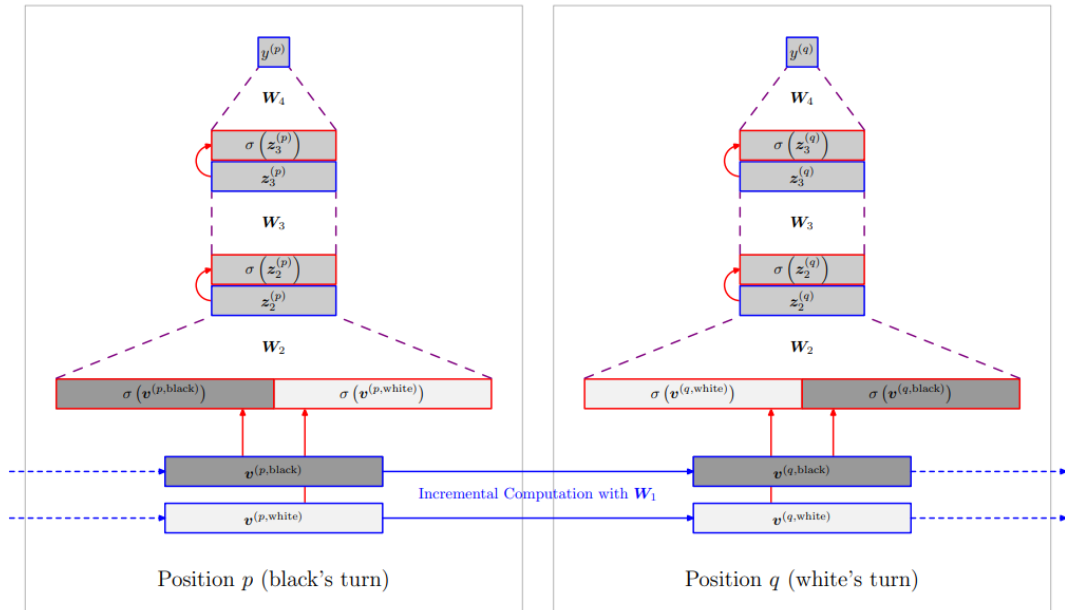 y^{(p)}
W_4
σ(z_3^{(p)})
z_3^{(p)}
W_3
σ(z_2^{(p)})
z_2^{(p)}
W_2
σ(v^{(p,black)}) σ(v^{(p,white)})
v^{(p,black)}
v^{(p,white)}
Position p (black's turn)
Incremental Computation with W_1
y^{(q)}
W_4
σ(z_3^{(q)})
z_3^{(q)}
W_3
σ(z_2^{(q)})
z_2^{(q)}
W_2
σ(v^{(q,white)}) σ(v^{(q,black)})
v^{(q,black)}
v^{(q,white)}
Position q (white's turn)